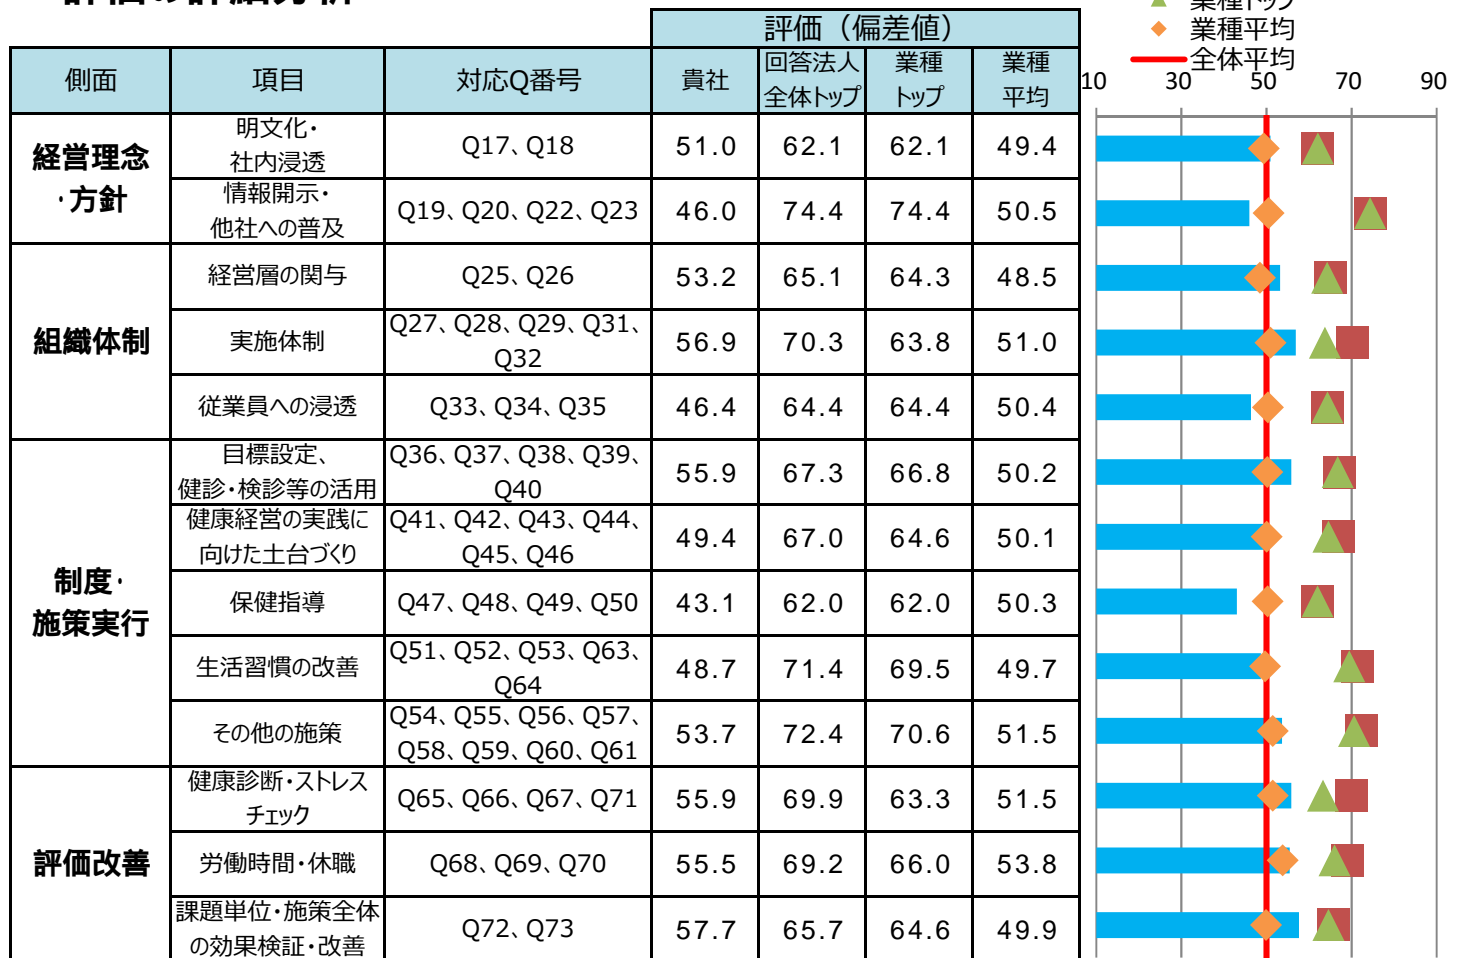 評価（偏差値）
側面 項目 対応Q番号 貴社 回答法人全体トップ 業種トップ 業種平均
経営理念・方針
明文化・社内浸透 Q17、Q18 51.0 62.1 62.1 49.4
情報開示・他社への普及 Q19、Q20、Q22、Q23 46.0 74.4 74.4 50.5
組織体制
経営層の関与 Q25、Q26 53.2 65.1 64.3 48.5
実施体制 Q27、Q28、Q29、Q31、Q32 56.9 70.3 63.8 51.0
従業員への浸透 Q33、Q34、Q35 46.4 64.4 64.4 50.4
制度・施策実行
目標設定、健診・検診等の活用 Q36、Q37、Q38、Q39、Q40 55.9 67.3 66.8 50.2
健康経営の実践に向けた土台づくり Q41、Q42、Q43、Q44、Q45、Q46 49.4 67.0 64.6 50.1
保健指導 Q47、Q48、Q49、Q50 43.1 62.0 62.0 50.3
生活習慣の改善 Q51、Q52、Q53、Q63、Q64 48.7 71.4 69.5 49.7
その他の施策 Q54、Q55、Q56、Q57、Q58、Q59、Q60、Q61 53.7 72.4 70.6 51.5
評価改善
健康診断・ストレスチェック Q65、Q66、Q67、Q71 55.9 69.9 63.3 51.5
労働時間・休職 Q68、Q69、Q70 55.5 69.2 66.0 53.8
課題単位・施策全体の効果検証・改善 Q72、Q73 57.7 65.7 64.6 49.9
業種トップ
業種平均
全体平均
10 30 50 70 90